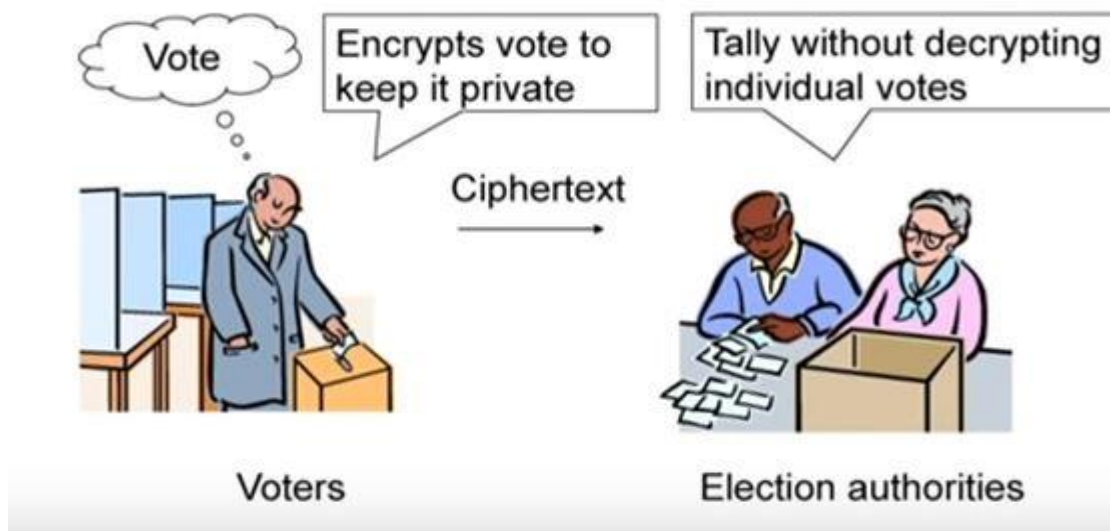 Vote
Encrypts vote to
keep it private
Tally without decrypting
individual votes
Ciphertext
Voters
Election authorities